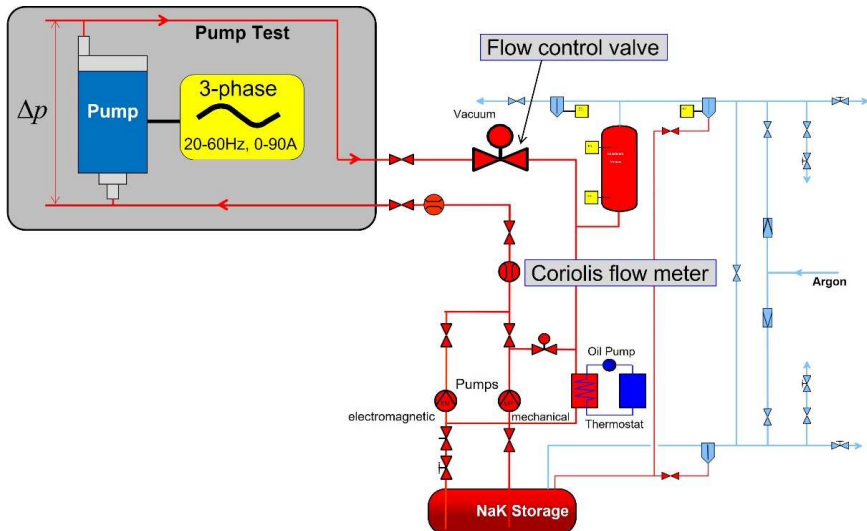 Pump Test
Flow control valve
3-phase
Δp
Pump
20-60Hz, 0-90A
Vacuum
Coriolis flow meter
Argon
Oil Pump
Pumps
electromagnetic
mechanical
Thermostat
NaK Storage